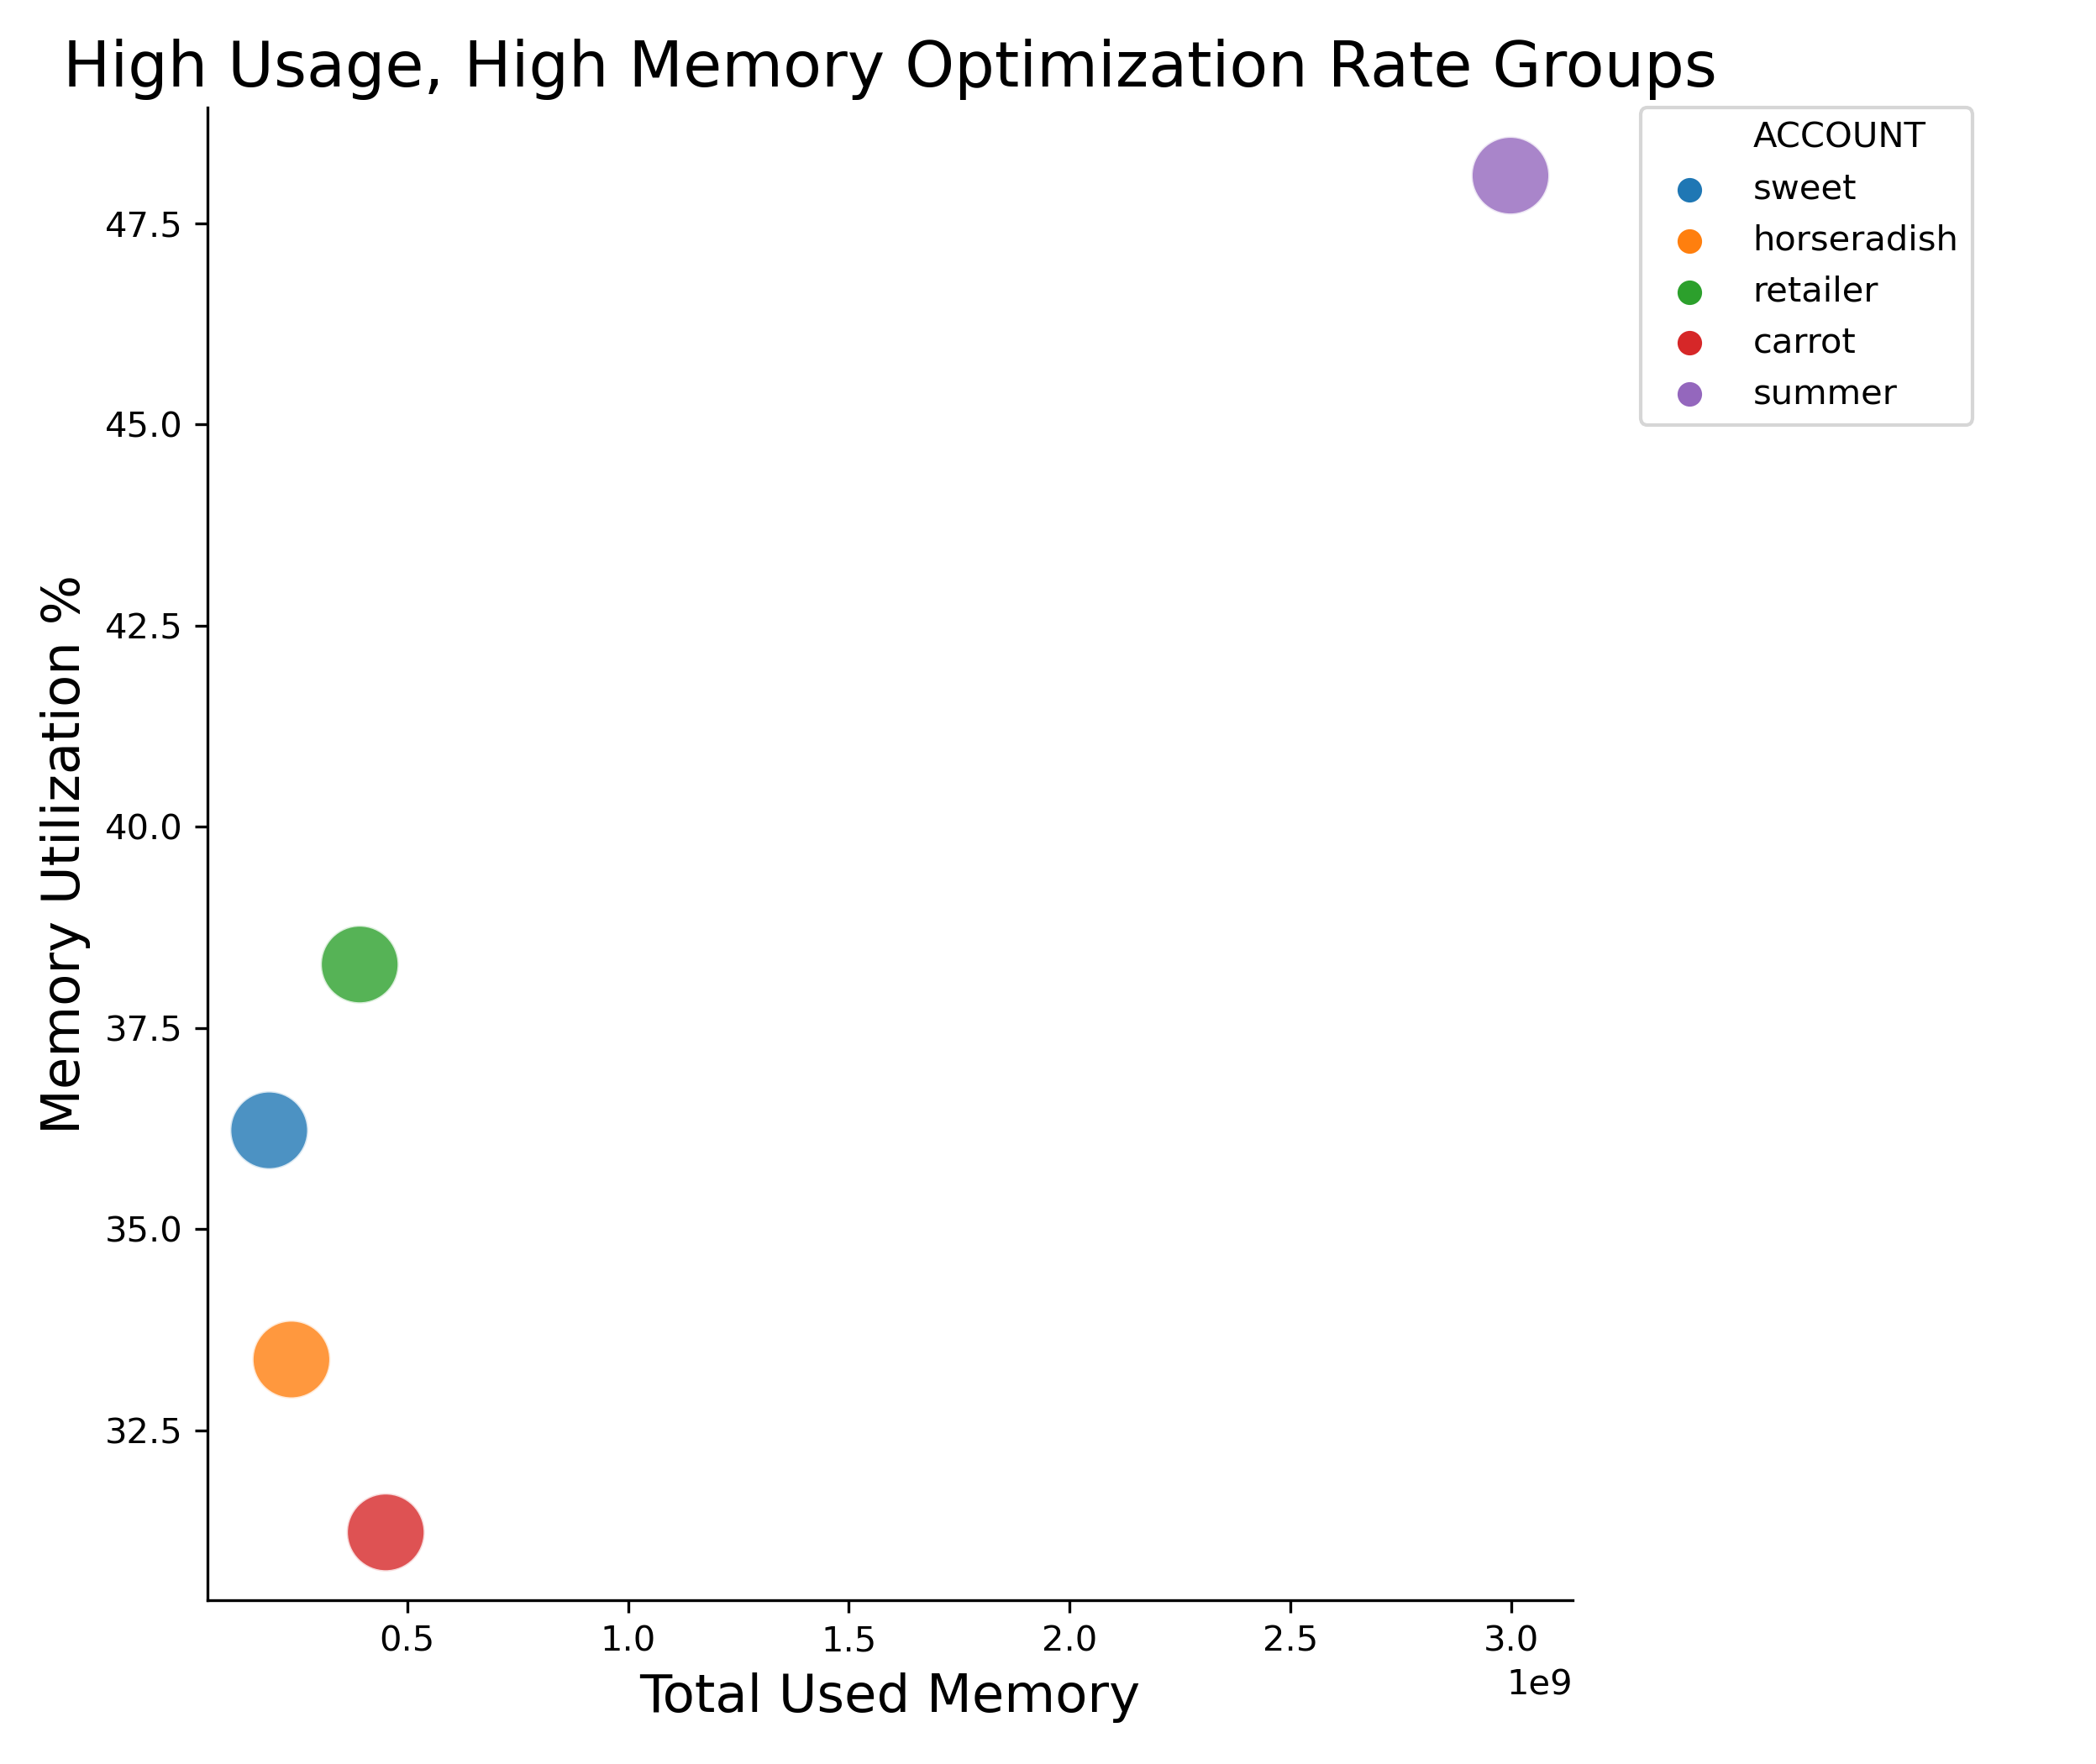 High Usage, High Memory Optimization Rate Groups
ACCOUNT
sweet
horseradish
retailer
carrot
summer
Memory Utilization %
47.5
45.0
42.5
40.0
37.5
35.0
32.5
0.5 1.0 1.5 2.0 2.5 3.0
1e9
Total Used Memory